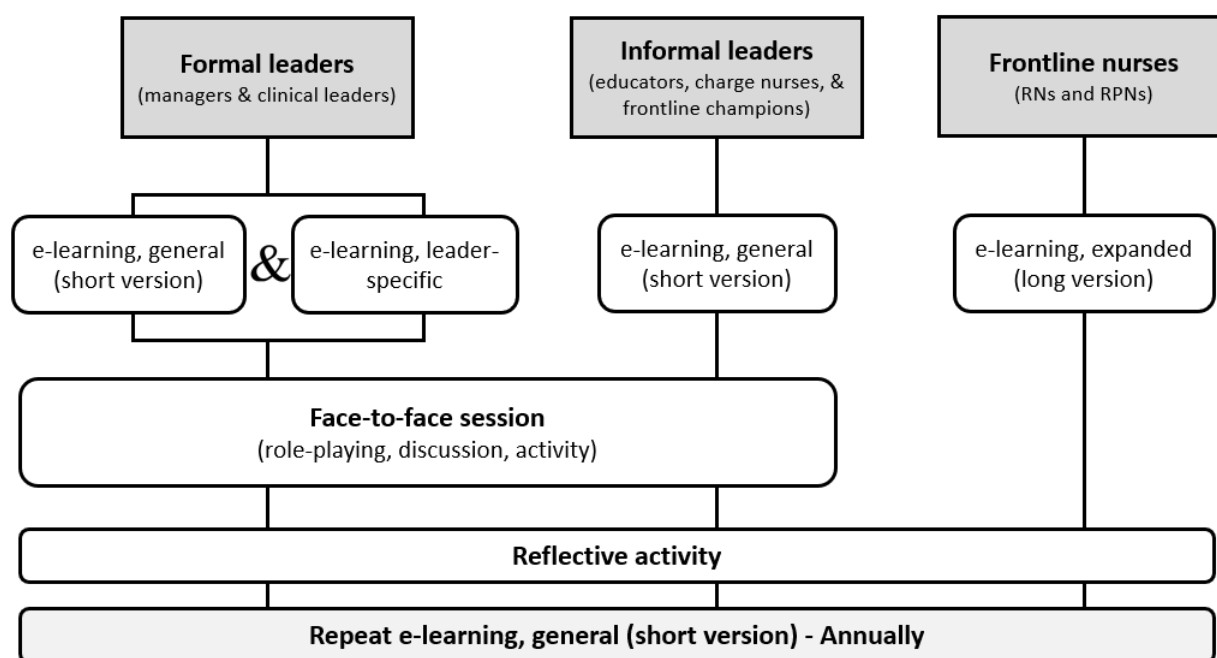 Formal leaders
(managers & clinical leaders)
Informal leaders
(educators, charge nurses, &
frontline champions)
Frontline nurses
(RNs and RPNs)
e-learning, general
(short version)
&
e-learning, leader-
specific
e-learning, general
(short version)
e-learning, expanded
(long version)
Face-to-face session
(role-playing, discussion, activity)
Reflective activity
Repeat e-learning, general (short version) - Annually